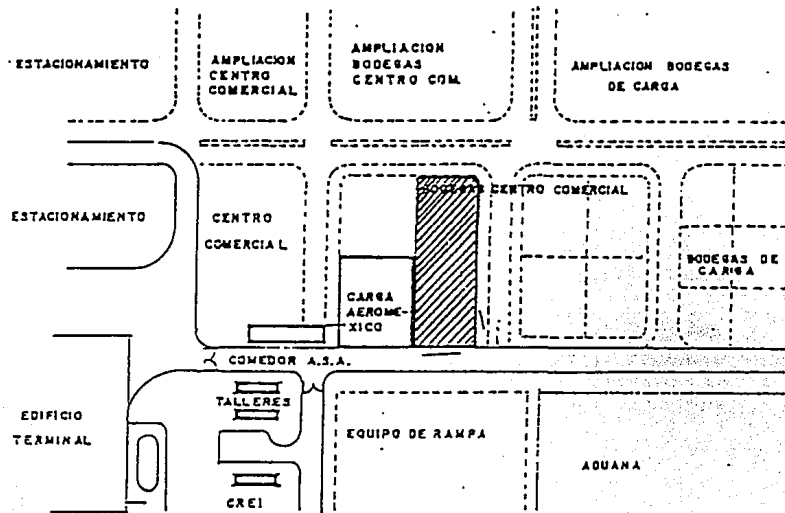 ESTACIONAMIENTO
AMPLIACION
CENTRO
COMERCIAL
AMPLIACION
BODEGAS
CENTRO COM.
AMPLIACION BODEGAS
DE CARGA
ESTACIONAMIENTO
CENTRO
COMERCIAL
BODEGAS CENTRO COMERCIAL
CARGA
AEROME-
XICO
BODEGAS DE
CARGA
COMEDOR A.S.A.
TALLERES
EDIFICIO
TERMINAL
EQUIPO DE RAMPA
ADUANA
CREI